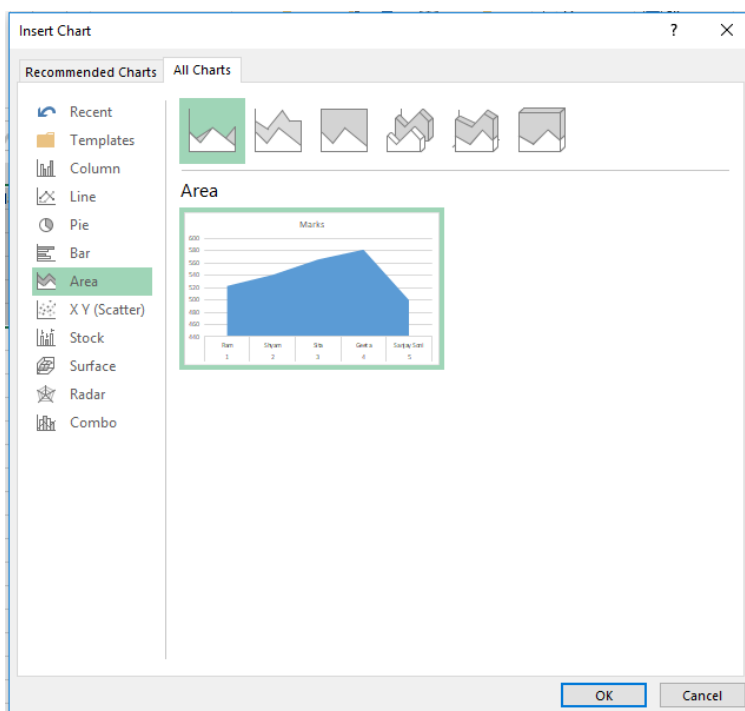 Insert Chart
?
Recommended Charts
All Charts
Recent
Templates
Column
Line
Pie
Bar
Area
X Y (Scatter)
Stock
Surface
Radar
Combo
Area
Marks
600
580
560
540
520
500
480
460
440
Ram Shyam Sita Geeta Sanjay Soni
1 2 3 4 5
OK Cancel